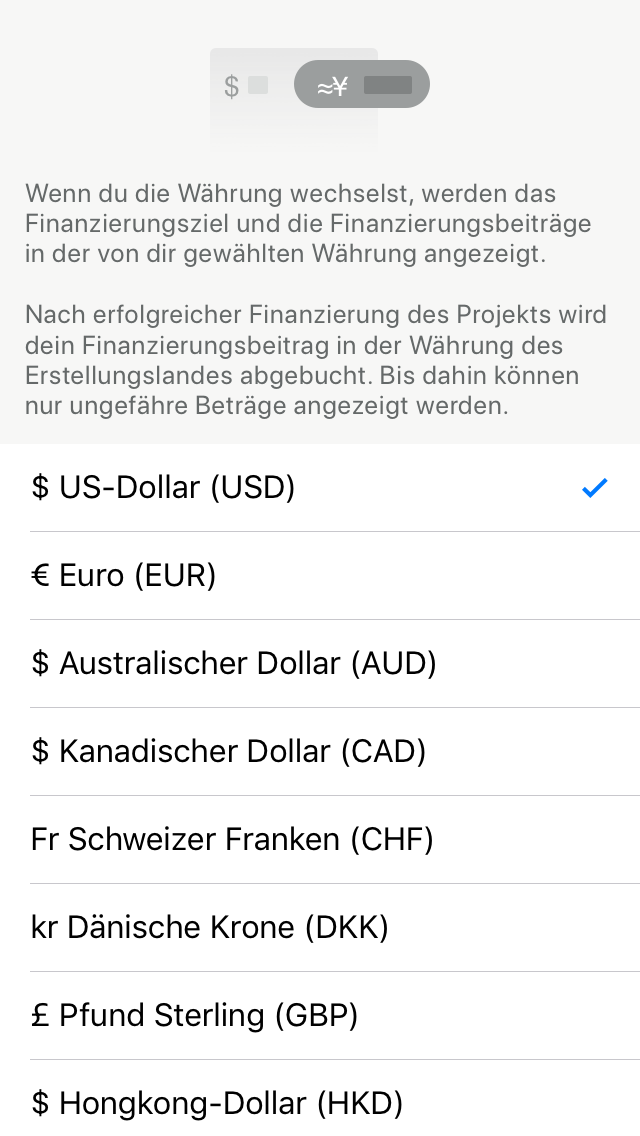 $ ≈¥
Wenn du die Währung wechselst, werden das
Finanzierungsziel und die Finanzierungsbeiträge
in der von dir gewählten Währung angezeigt.
Nach erfolgreicher Finanzierung des Projekts wird
dein Finanzierungsbeitrag in der Währung des
Erstellungslandes abgebucht. Bis dahin können
nur ungefähre Beträge angezeigt werden.
$ US-Dollar (USD)
€ Euro (EUR)
$ Australischer Dollar (AUD)
$ Kanadischer Dollar (CAD)
Fr Schweizer Franken (CHF)
kr Dänische Krone (DKK)
£ Pfund Sterling (GBP)
$ Hongkong-Dollar (HKD)